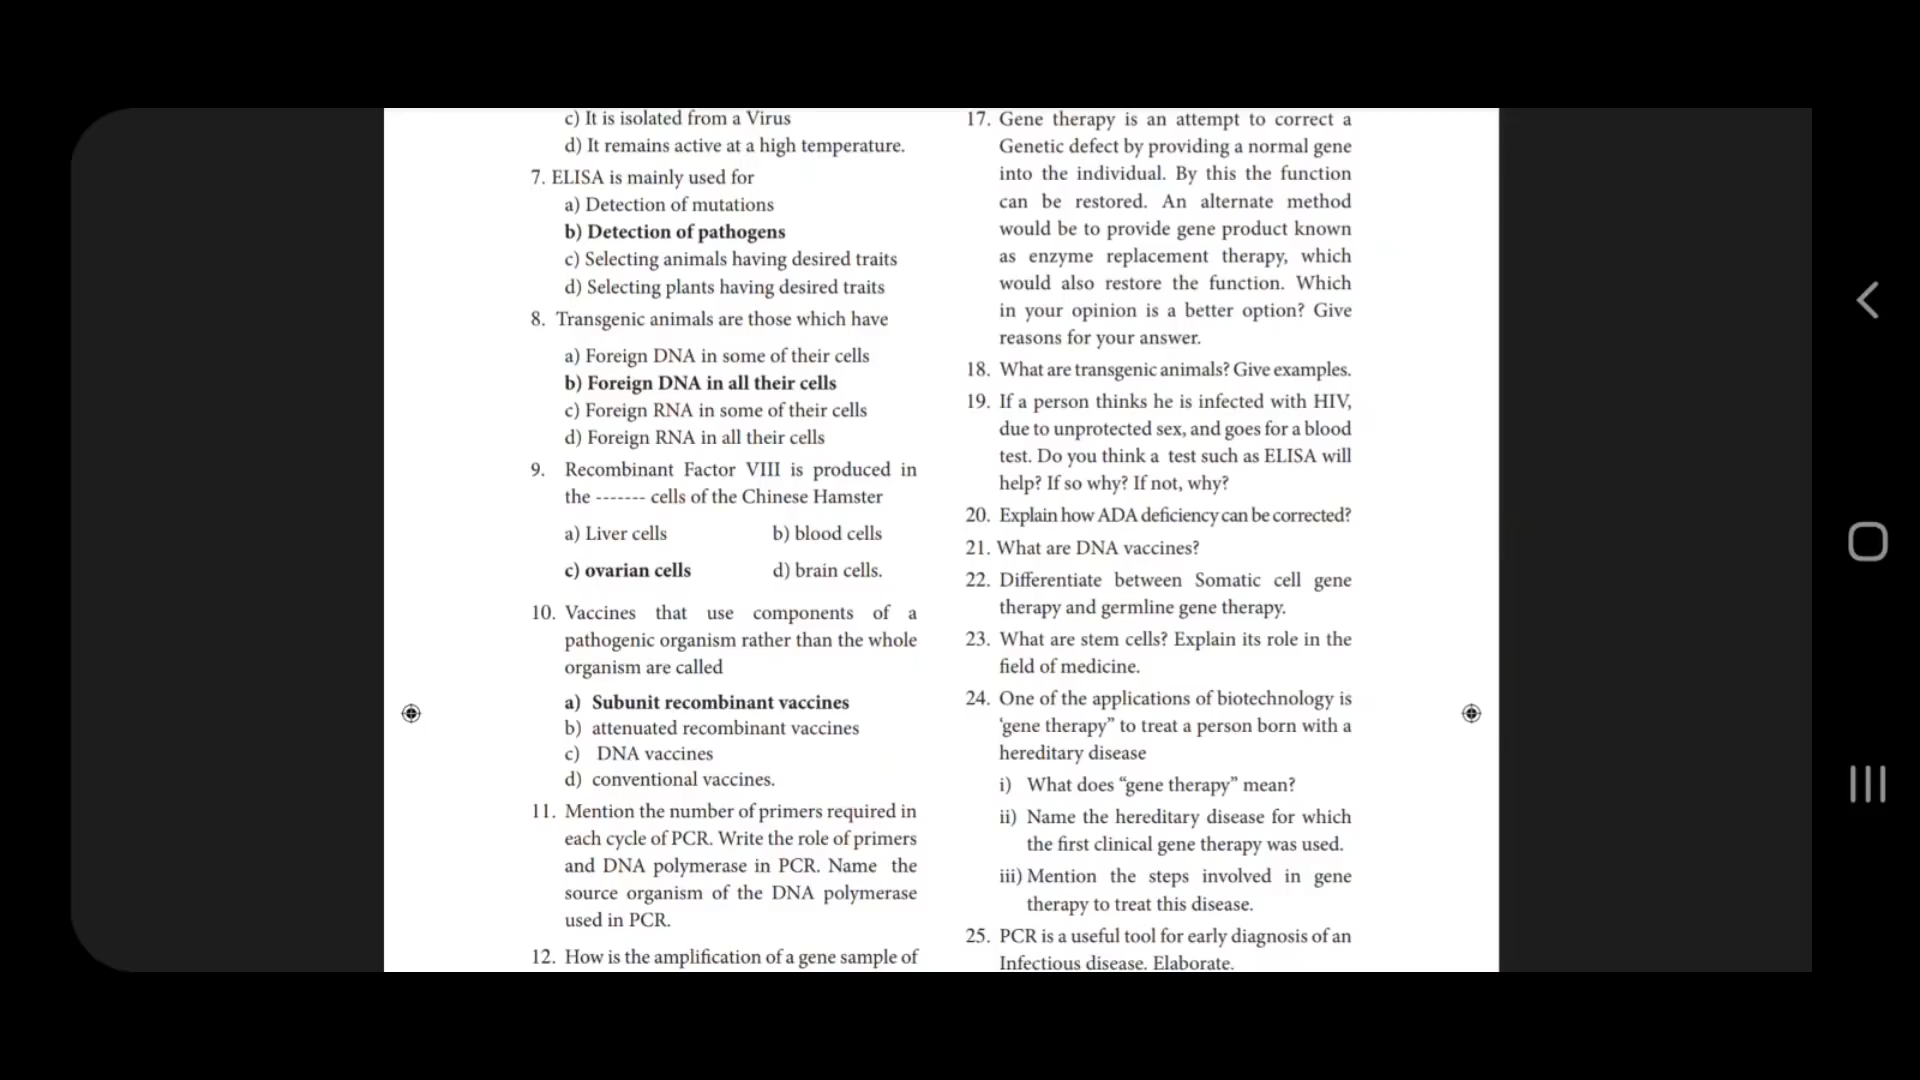 c) It is isolated from a Virus
d) It remains active at a high temperature.
7. ELISA is mainly used for
a) Detection of mutations
b) Detection of pathogens
c) Selecting animals having desired traits
d) Selecting plants having desired traits
8. Transgenic animals are those which have
a) Foreign DNA in some of their cells
b) Foreign DNA in all their cells
c) Foreign RNA in some of their cells
d) Foreign RNA in all their cells
9. Recombinant Factor VIII is produced in
the ------- cells of the Chinese Hamster
a) Liver cells b) blood cells
c) ovarian cells d) brain cells.
10. Vaccines that use components of a
pathogenic organism rather than the whole
organism are called
a) Subunit recombinant vaccines
b) attenuated recombinant vaccines
c) DNA vaccines
d) conventional vaccines.
11. Mention the number of primers required in
each cycle of PCR. Write the role of primers
and DNA polymerase in PCR. Name the
source organism of the DNA polymerase
used in PCR.
12. How is the amplification of a gene sample of
17. Gene therapy is an attempt to correct a
Genetic defect by providing a normal gene
into the individual. By this the function
can be restored. An alternate method
would be to provide gene product known
as enzyme replacement therapy, which
would also restore the function. Which
in your opinion is a better option? Give
reasons for your answer.
18. What are transgenic animals? Give examples.
19. If a person thinks he is infected with HIV,
due to unprotected sex, and goes for a blood
test. Do you think a test such as ELISA will
help? If so why? If not, why?
20. Explain how ADA deficiency can be corrected?
21. What are DNA vaccines?
22. Differentiate between Somatic cell gene
therapy and germline gene therapy.
23. What are stem cells? Explain its role in the
field of medicine.
24. One of the applications of biotechnology is
‘gene therapy” to treat a person born with a
hereditary disease
i) What does “gene therapy” mean?
ii) Name the hereditary disease for which
the first clinical gene therapy was used.
iii) Mention the steps involved in gene
therapy to treat this disease.
25. PCR is a useful tool for early diagnosis of an
Infectious disease. Elaborate.